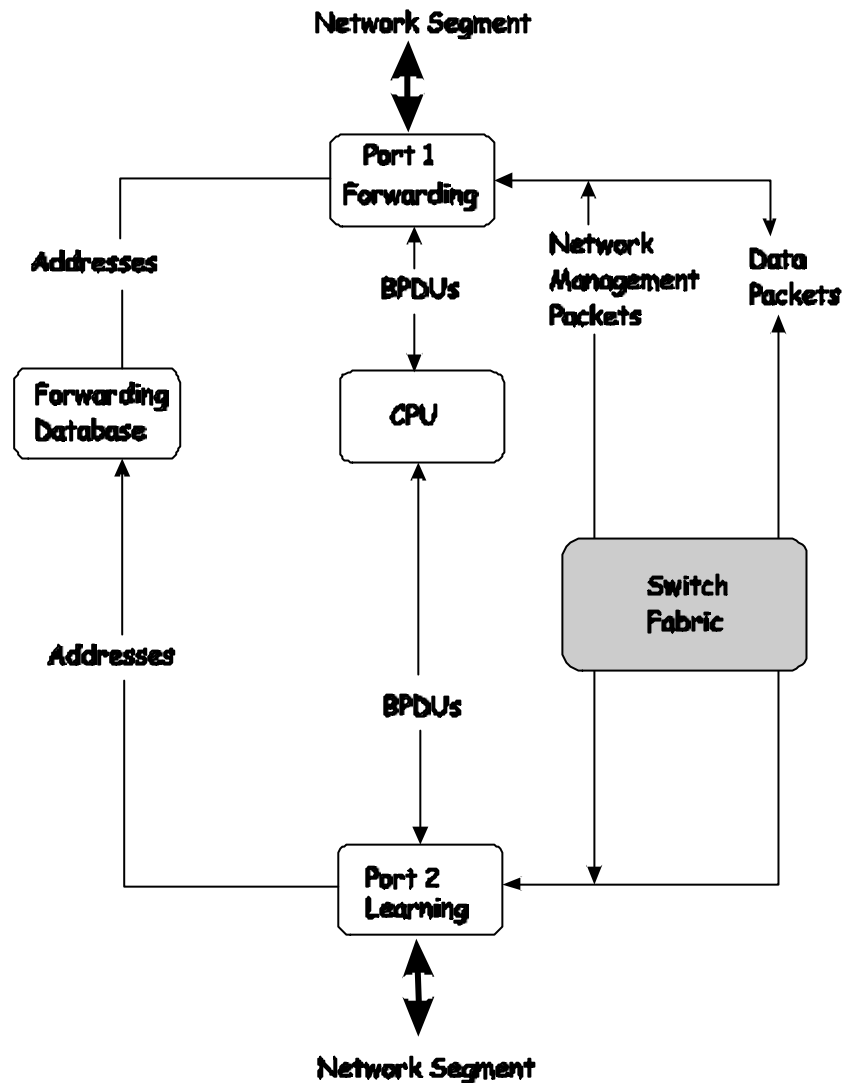 Network Segment
Port 1
Forwarding
Addresses
BPDUs
Network
Management
Packets
Data
Packets
Forwarding
Database
CPU
Switch
Fabric
Addresses
BPDUs
Port 2
Learning
Network Segment